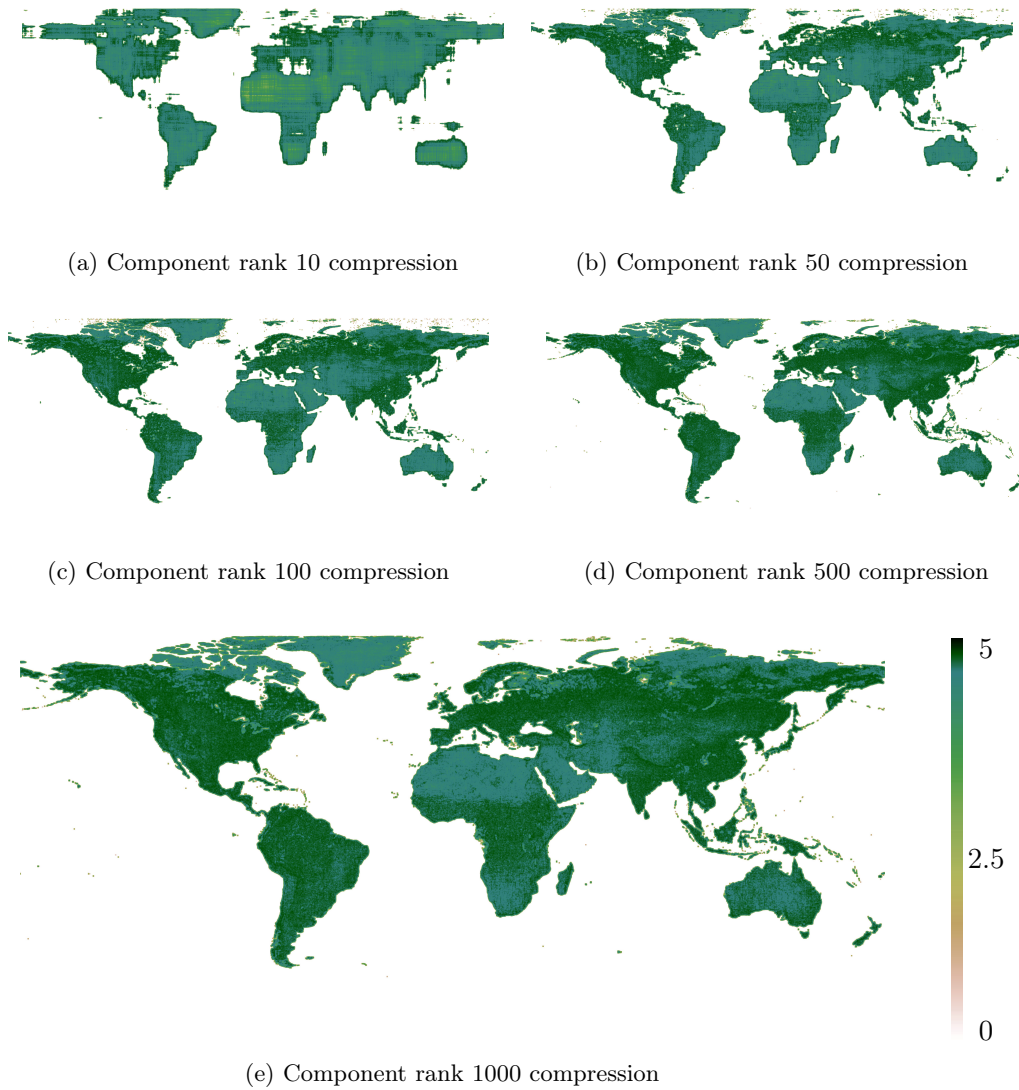 (a) Component rank 10 compression
(b) Component rank 50 compression
(c) Component rank 100 compression
(d) Component rank 500 compression
5
2.5
0
(e) Component rank 1000 compression